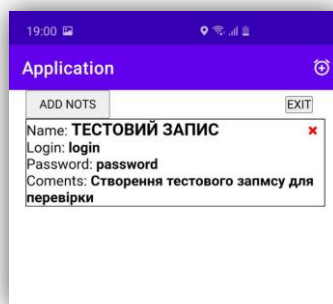 19:00
Application
ADD NOTS EXIT
Name: ТЕСТОВИЙ ЗАПИС
Login: login
Password: password
Coments: Створення тестового запмсу для
перевірки